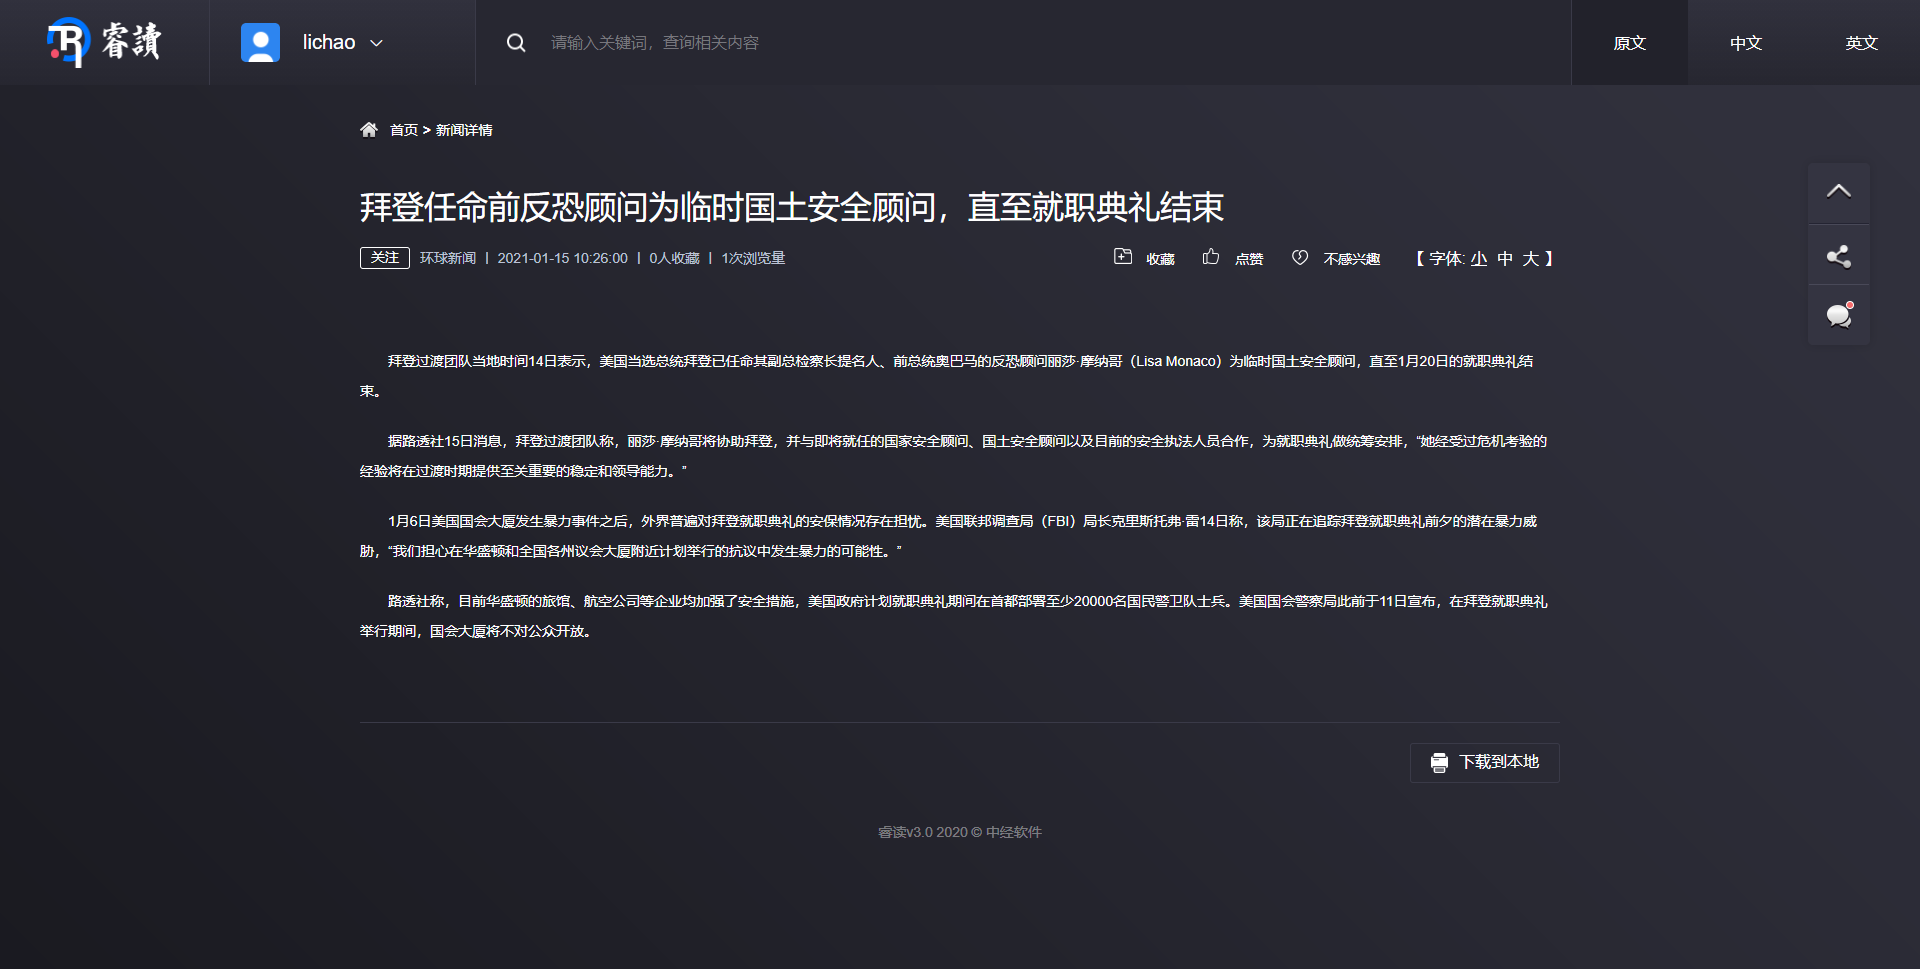 睿讀
lichao
请输入关键词，查询相关内容
原文
中文
英文
首页 > 新闻详情
拜登任命前反恐顾问为临时国土安全顾问，直至就职典礼结束
关注 环球新闻 | 2021-01-15 10:26:00 | 0人收藏 | 1次浏览量
收藏 点赞 不感兴趣 【 字体: 小 中 大 】
拜登过渡团队当地时间14日表示，美国当选总统拜登已任命其副总检察长提名人、前总统奥巴马的反恐顾问丽莎·摩纳哥（Lisa Monaco）为临时国土安全顾问，直至1月20日的就职典礼结
束。
据路透社15日消息，拜登过渡团队称，丽莎·摩纳哥将协助拜登，并与即将就任的国家安全顾问、国土安全顾问以及目前的安全执法人员合作，为就职典礼做统筹安排，“她经受过危机考验的
经验将在过渡时期提供至关重要的稳定和领导能力。”
1月6日美国国会大厦发生暴力事件之后，外界普遍对拜登就职典礼的安保情况存在担忧。美国联邦调查局（FBI）局长克里斯托弗·雷14日称，该局正在追踪拜登就职典礼前夕的潜在暴力威
胁，“我们担心在华盛顿和全国各州议会大厦附近计划举行的抗议中发生暴力的可能性。”
路透社称，目前华盛顿的旅馆、航空公司等企业均加强了安全措施，美国政府计划就职典礼期间在首都部署至少20000名国民警卫队士兵。美国国会警察局此前于11日宣布，在拜登就职典礼
举行期间，国会大厦将不对公众开放。
下载到本地
睿读v3.0 2020 © 中经软件